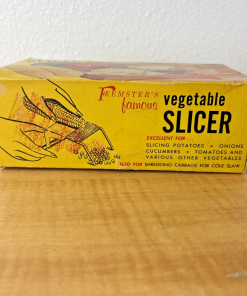 FEEMSTER'S
famous
vegetable
SLICER
EXCELLENT FOR...
SLICING POTATOES • ONIONS
CUCUMBERS • TOMATOES AND
VARIOUS OTHER VEGETABLES
ALSO FOR SHREDDING CABBAGE FOR COLE SLAW